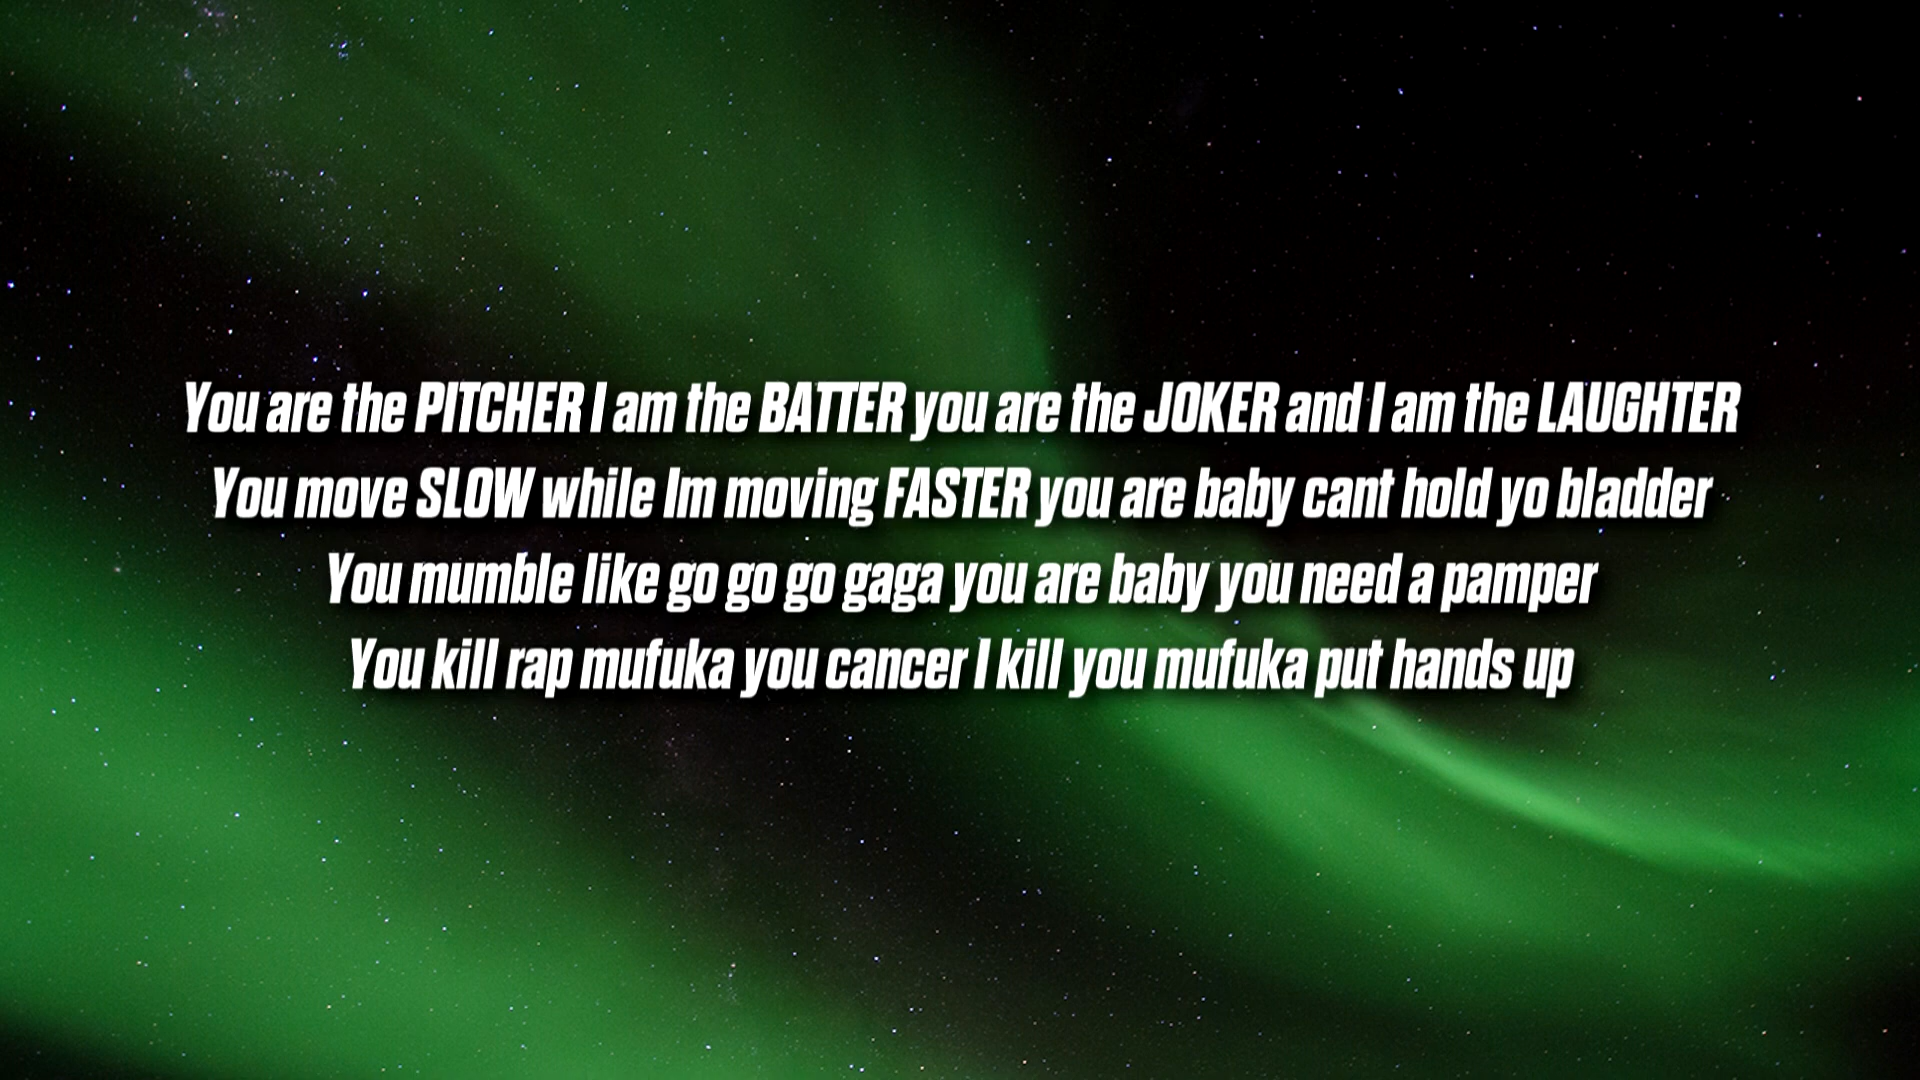 You are the PITCHER I am the BATTER you are the JOKER and I am the LAUGHTER
You move SLOW while Im moving FASTER you are baby cant hold yo bladder
You mumble like go go go gaga you are baby you need a pamper
You kill rap mufuka you cancer I kill you mufuka put hands up